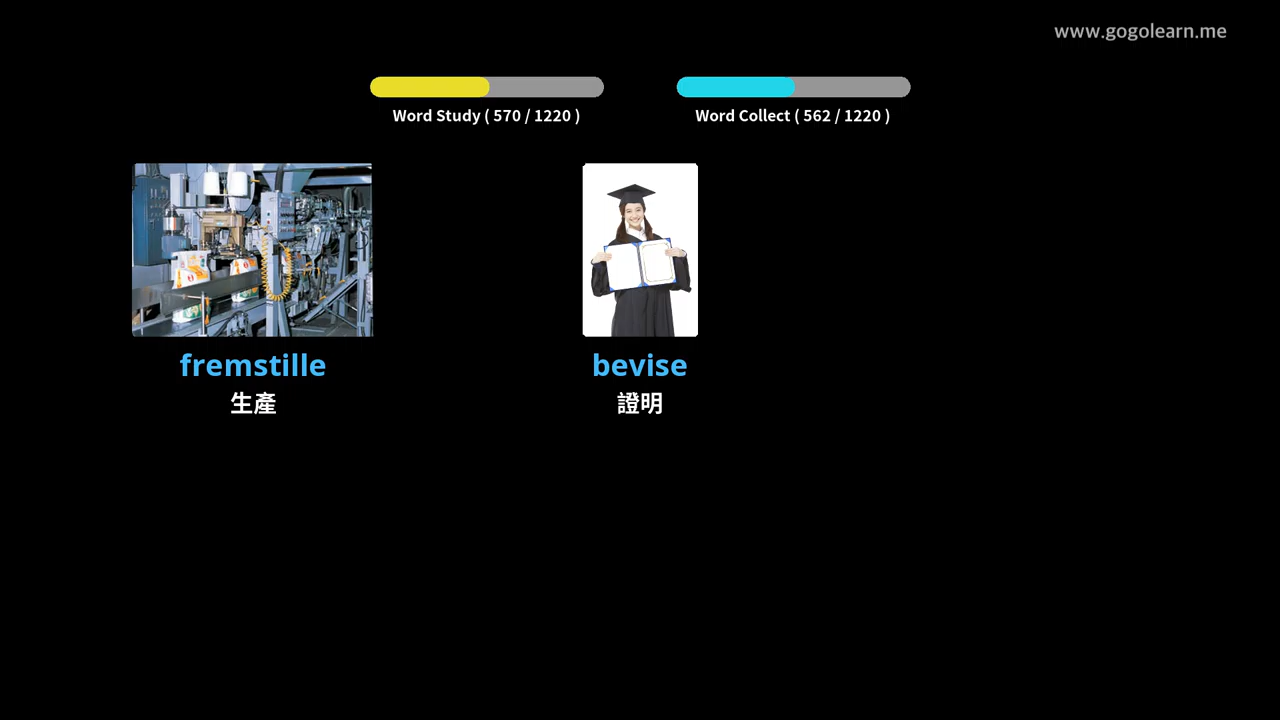 www.gogolearn.me
Word Study ( 570 / 1220 )
Word Collect ( 562 / 1220 )
fremstille
生產
bevise
證明